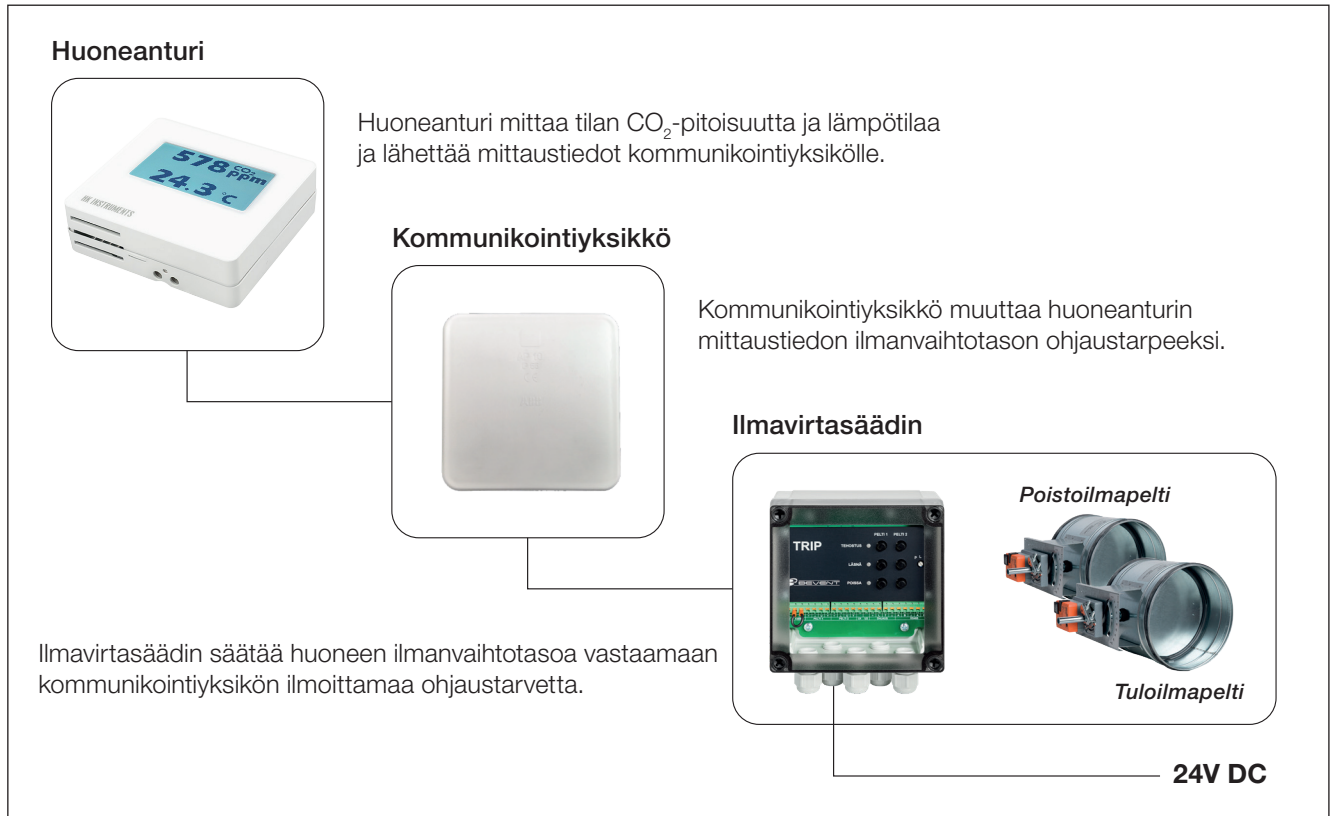 Huoneanturi
578 CO₂ ppm
24.3 °C
HK INSTRUMENTS
Huoneanturi mittaa tilan CO₂-pitoisuutta ja lämpötilaa
ja lähettää mittaustiedot kommunikointiyksikölle.
Kommunikointiyksikkö
Kommunikointiyksikkö muuttaa huoneanturin
mittaustiedon ilmanvaihtotason ohjaustarpeeksi.
Ilmavirtasäädin
PELTI 1 PELTI 2
TRIP
TEHOSTUS
LÄSNÄ
POISSA
BEVENT
Poistoilmapelti
Tuloilmapelti
Ilmavirtasäädin säätää huoneen ilmanvaihtotasoa vastaamaan
kommunikointiyksikön ilmoittamaa ohjaustarvetta.
24V DC